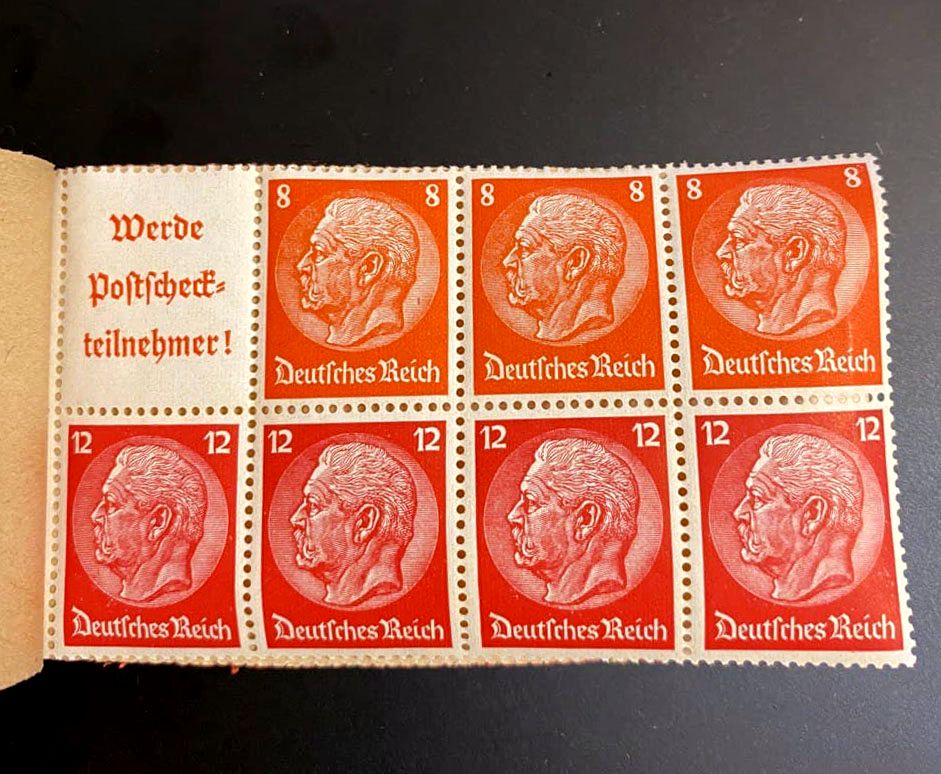 Werde
Postscheck-
teilnehmer!
8 8
Deutsches Reich
8 8
Deutsches Reich
8 8
Deutsches Reich
12 12
Deutsches Reich
12 12
Deutsches Reich
12 12
Deutsches Reich
12 12
Deutsches Reich